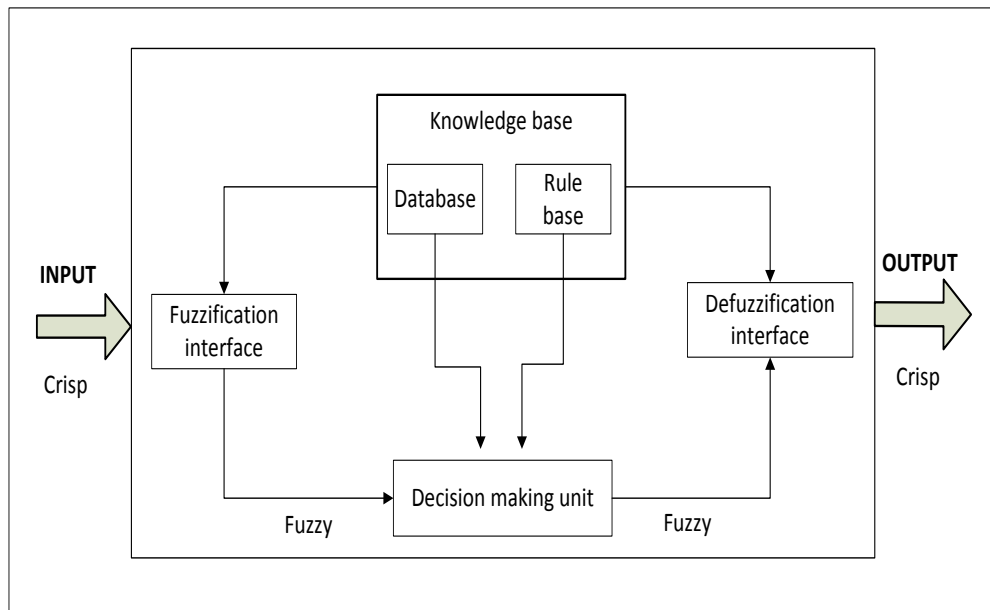 Knowledge base
Database
Rule
base
INPUT
Crisp
Fuzzification
interface
Defuzzification
interface
OUTPUT
Crisp
Decision making unit
Fuzzy
Fuzzy